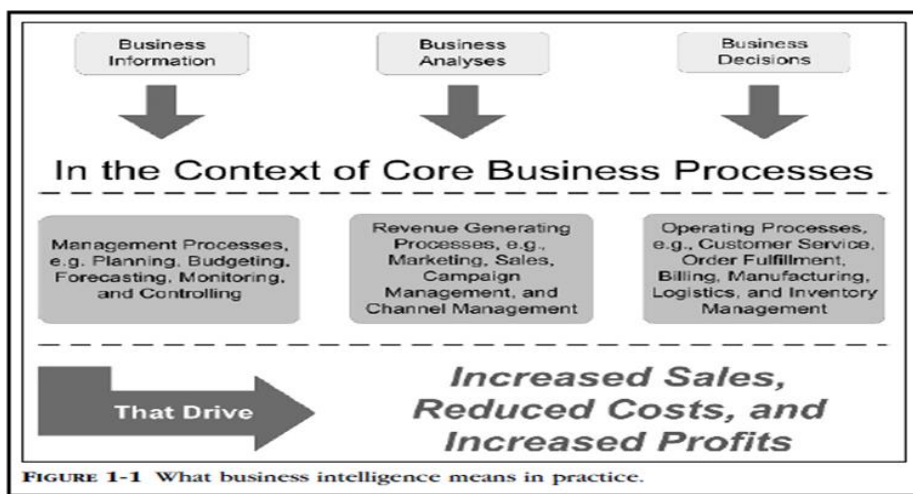 Business
Information
Business
Analyses
Business
Decisions
In the Context of Core Business Processes
Management Processes,
e.g. Planning, Budgeting,
Forecasting, Monitoring,
and Controlling
Revenue Generating
Processes, e.g.,
Marketing, Sales,
Campaign
Management, and
Channel Management
Operating Processes,
e.g., Customer Service,
Order Fulfillment,
Billing, Manufacturing,
Logistics, and Inventory
Management
That Drive
Increased Sales,
Reduced Costs, and
Increased Profits
FIGURE 1-1 What business intelligence means in practice.